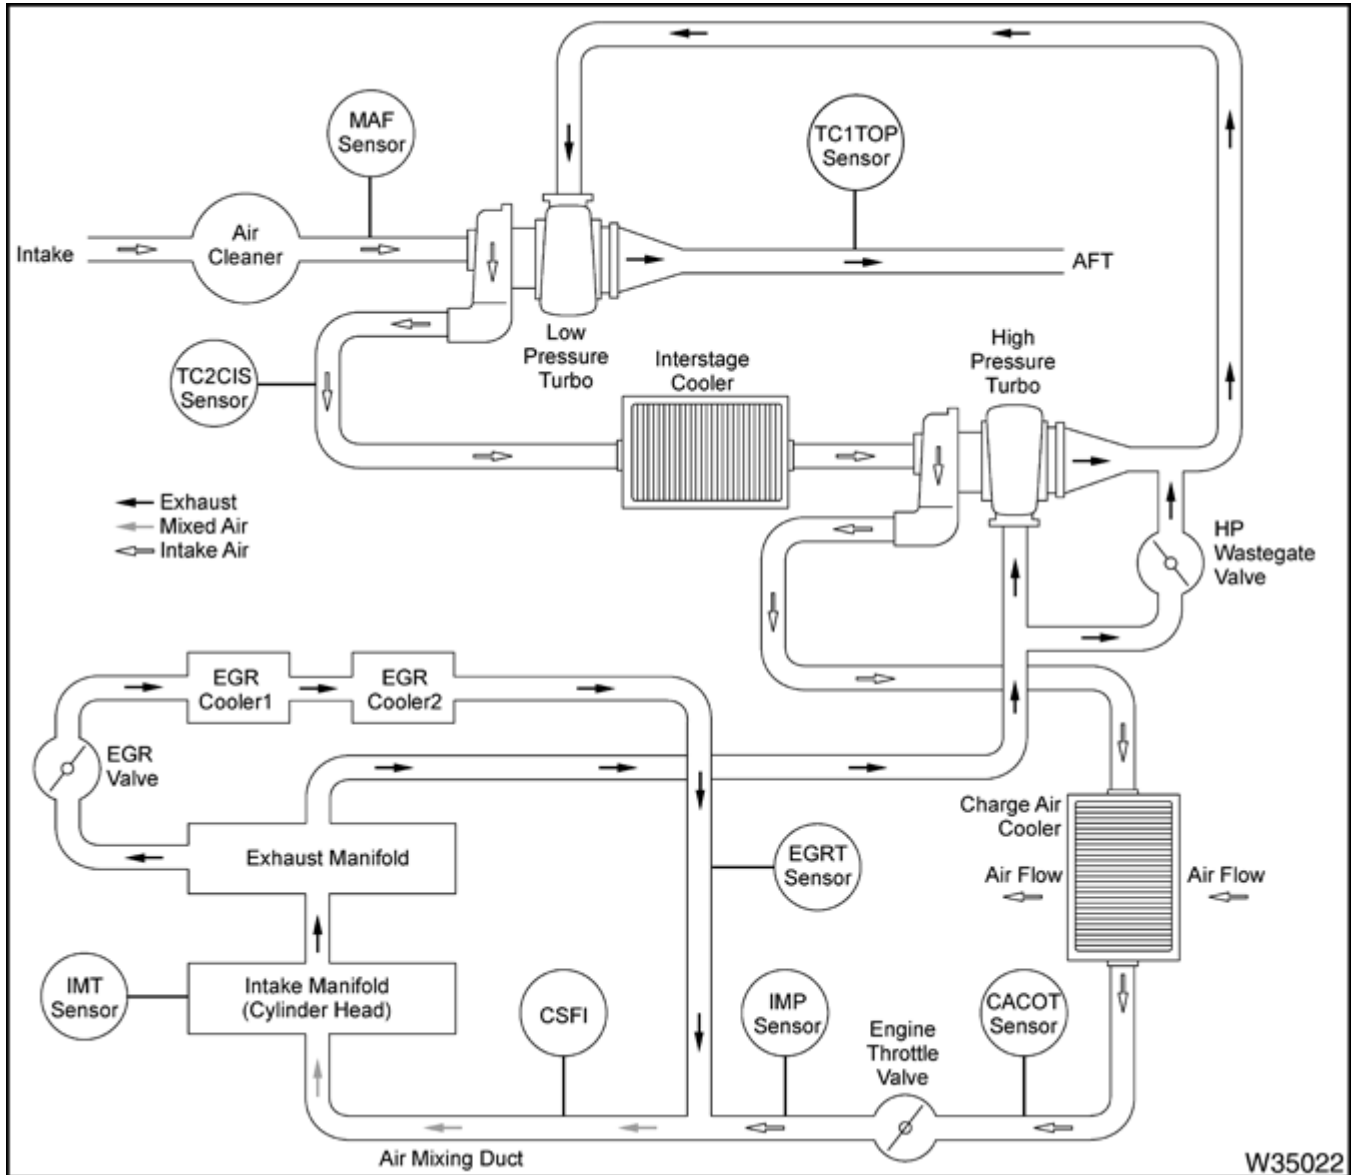 MAF
Sensor
TC1TOP
Sensor
Intake
Air
Cleaner
AFT
Low
Pressure
Turbo
High
Pressure
Turbo
Interstage
Cooler
TC2CIS
Sensor
Exhaust
Mixed Air
Intake Air
HP
Wastegate
Valve
EGR
Cooler1
EGR
Cooler2
EGR
Valve
Charge Air
Cooler
Exhaust Manifold
EGRT
Sensor
Air Flow
Air Flow
IMT
Sensor
Intake Manifold
(Cylinder Head)
CSFI
IMP
Sensor
Engine
Throttle
Valve
CACOT
Sensor
Air Mixing Duct
W35022